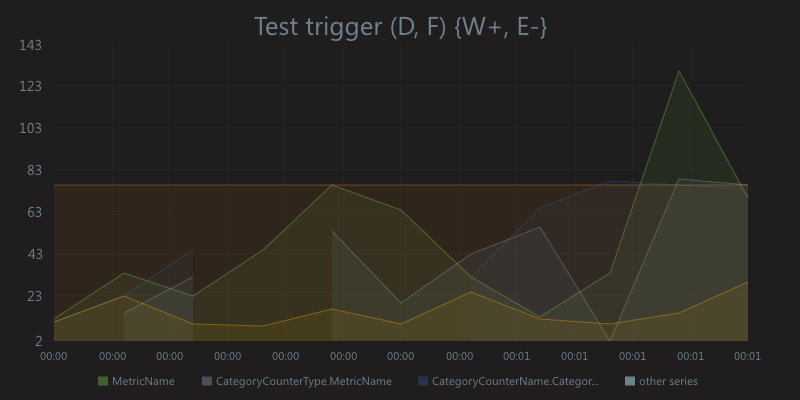 Test trigger (D, F) {W+, E-}
143
123
103
83
63
43
23
2
00:00 00:00 00:00 00:00 00:00 00:00 00:00 00:00 00:01 00:01 00:01 00:01 00:01
MetricName CategoryCounterType.MetricName CategoryCounterName.Categor... other series